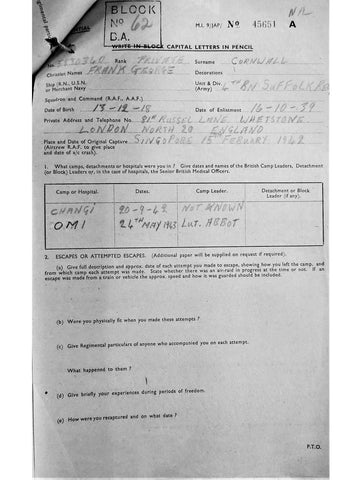 BLOCK
No 62
B.A.
M.I. 9/JAP/ No 45651 A
NIL
WRITE IN BLOCK CAPITAL LETTERS IN PENCIL
No. Rank PRIVATE Surname CORNWALL
Christian Names FRANK GEORGE Decorations
Ship (R.N., U.S.N. or Merchant Navy) Unit & Div (Army) 4TH BN SUFFOLK
Squadron and Command (R.A.F., A.A.F.)
Date of Birth 13-12-18 Date of Enlistment 16-10-39
Private Address and Telephone No. RUSSEL LANE WHETSTONE
LONDON NORTH 20 ENGLAND
Place and Date of Original Capture SINGOPORE 15 FEBUARY 1942
(Aircrew R.A.F. to give place
and date of a/c crash).
1. What camps, detachments or hospitals were you in ? Give dates and names of the British Camp Leaders, Detachment
(or Block) Leaders or, in case of the hospitals, the Senior British Medical Officers.
Camp or Hospital. Dates. Camp Leader. Detachment or Block
Leader (if any).
CHANGI 20-9-42 NOT KNOWN
OMI 24TH MAY 1943 LUT. ABBOT
2. ESCAPES OR ATTEMPTED ESCAPES. (Additional paper will be supplied on request if required).
(a) Give full description and approx. date of each attempt you made to escape, showing how you left the camp, and
from which camp each attempt was made. State whether there was an air-raid in progress at the time or not. If an
escape was made from a train or vehicle the approx. speed and how it was guarded should be included.
(b) Were you physically fit when you made these attempts ?
(c) Give Regimental particulars of anyone who accompanied you on each attempt.
What happened to them ?
(d) Give briefly your experiences during periods of freedom.
(e) How were you recaptured and on what date ?
P.T.O.